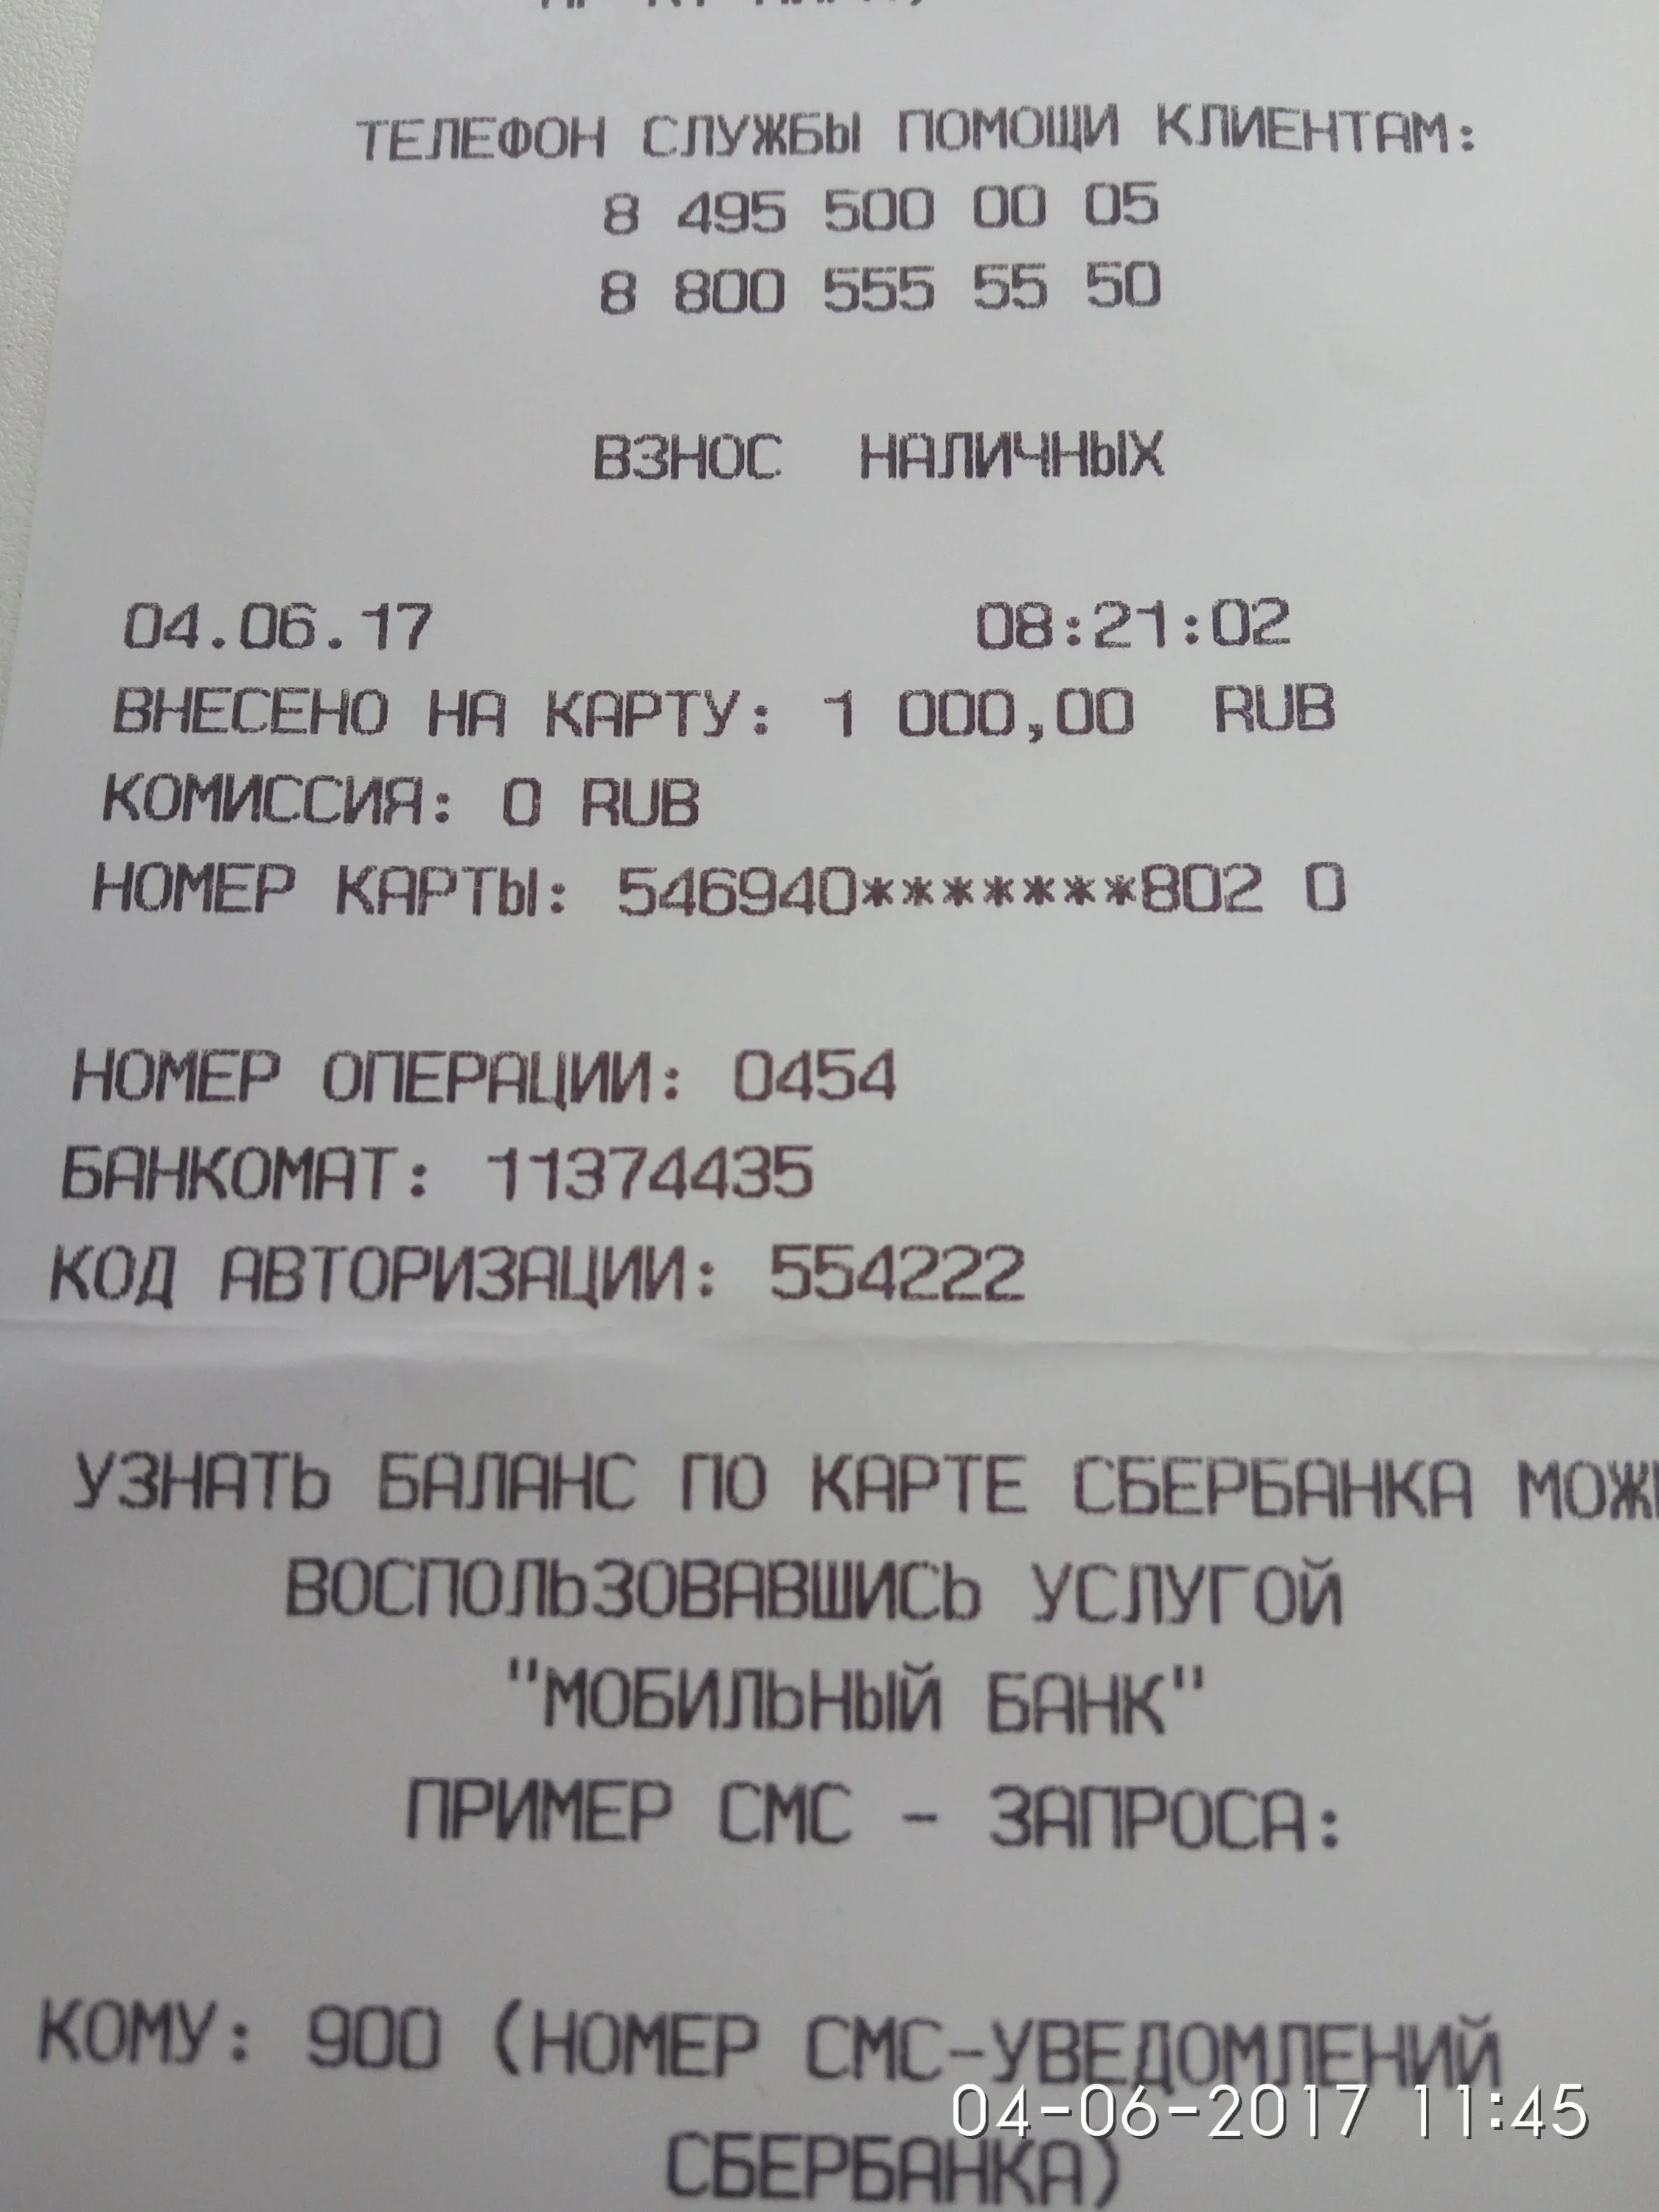 ТЕЛЕФОН СЛУЖБЫ ПОМОЩИ КЛИЕНТАМ:
8 495 500 00 05
8 800 555 55 50
ВЗНОС НАЛИЧНЫХ
04.06.17 08:21:02
ВНЕСЕНО НА КАРТУ: 1 000,00 RUB
КОМИССИЯ: 0 RUB
НОМЕР КАРТЫ: 546940*******802 0
НОМЕР ОПЕРАЦИИ: 0454
БАНКОМАТ: 11374435
КОД АВТОРИЗАЦИИ: 554222
УЗНАТЬ БАЛАНС ПО КАРТЕ СБЕРБАНКА
ВОСПОЛЬЗОВАВШИСЬ УСЛУГОЙ
"МОБИЛЬНЫЙ БАНК"
ПРИМЕР СМС - ЗАПРОСА:
КОМУ: 900 (НОМЕР СМС-УВЕДОМЛЕНИЙ
04-06-2017 11:45
СБЕРБАНКА)